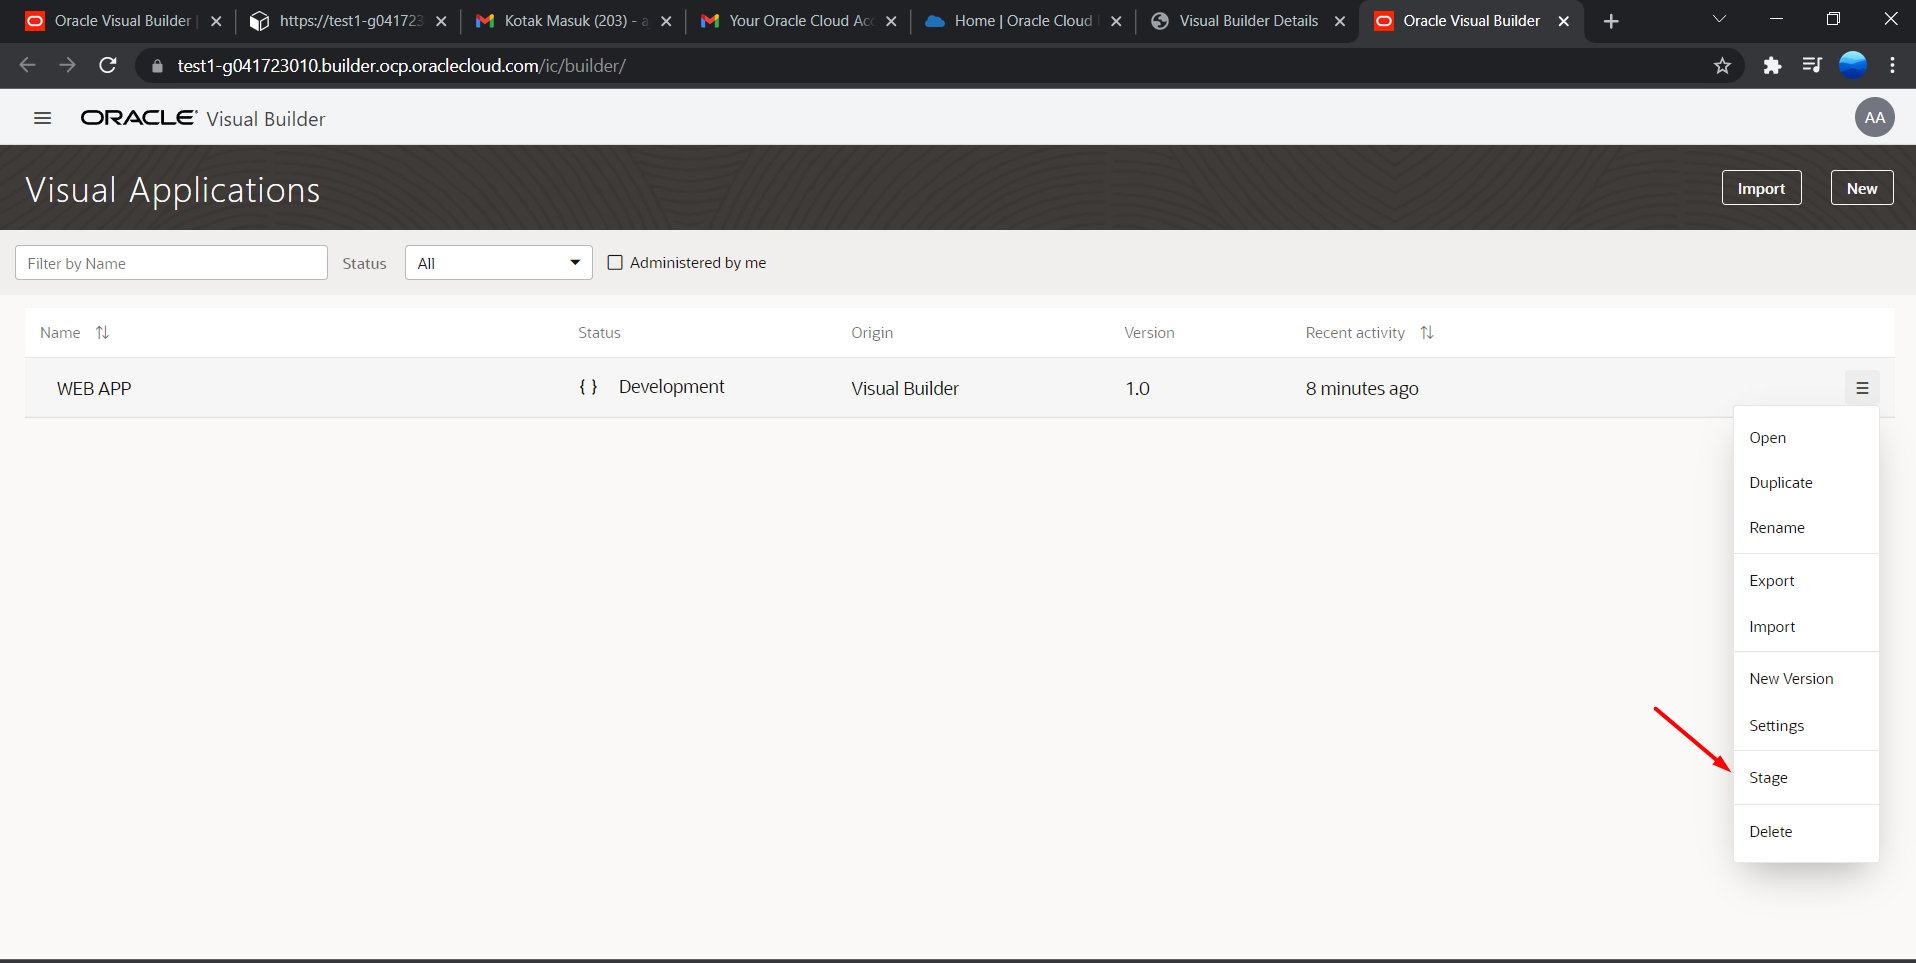 Oracle Visual Builder
https://test1-g041723
Kotak Masuk (203) - a
Your Oracle Cloud Acc
Home | Oracle Cloud
Visual Builder Details
Oracle Visual Builder
test1-g041723010.builder.ocp.oraclecloud.com/ic/builder/
ORACLE Visual Builder
AA
Visual Applications
Import
New
Filter by Name
Status
All
Administered by me
Name
Status
Origin
Version
Recent activity
WEB APP
{ } Development
Visual Builder
1.0
8 minutes ago
Open
Duplicate
Rename
Export
Import
New Version
Settings
Stage
Delete